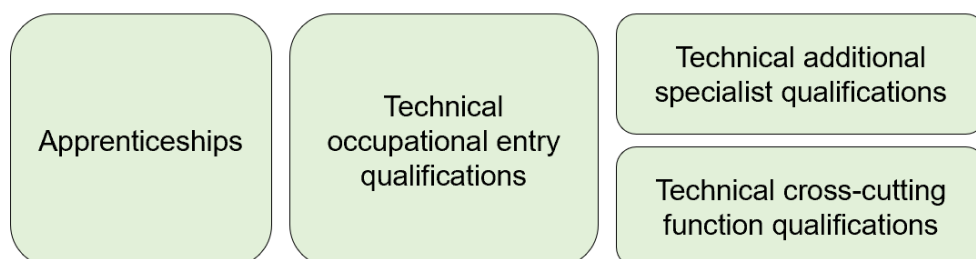 Apprenticeships
Technical
occupational entry
qualifications
Technical additional
specialist qualifications
Technical cross-cutting
function qualifications